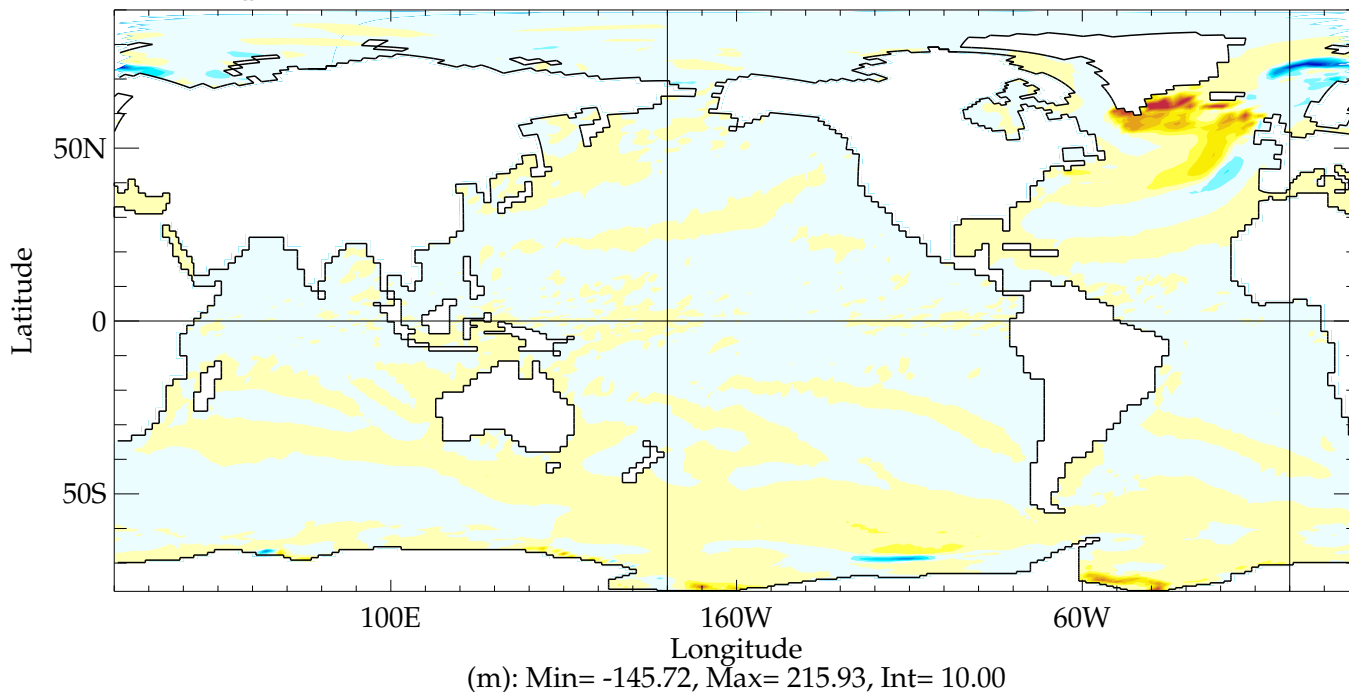 50N
0
50S
Latitude
100E
160W
60W
Longitude
(m): Min= -145.72, Max= 215.93, Int= 10.00